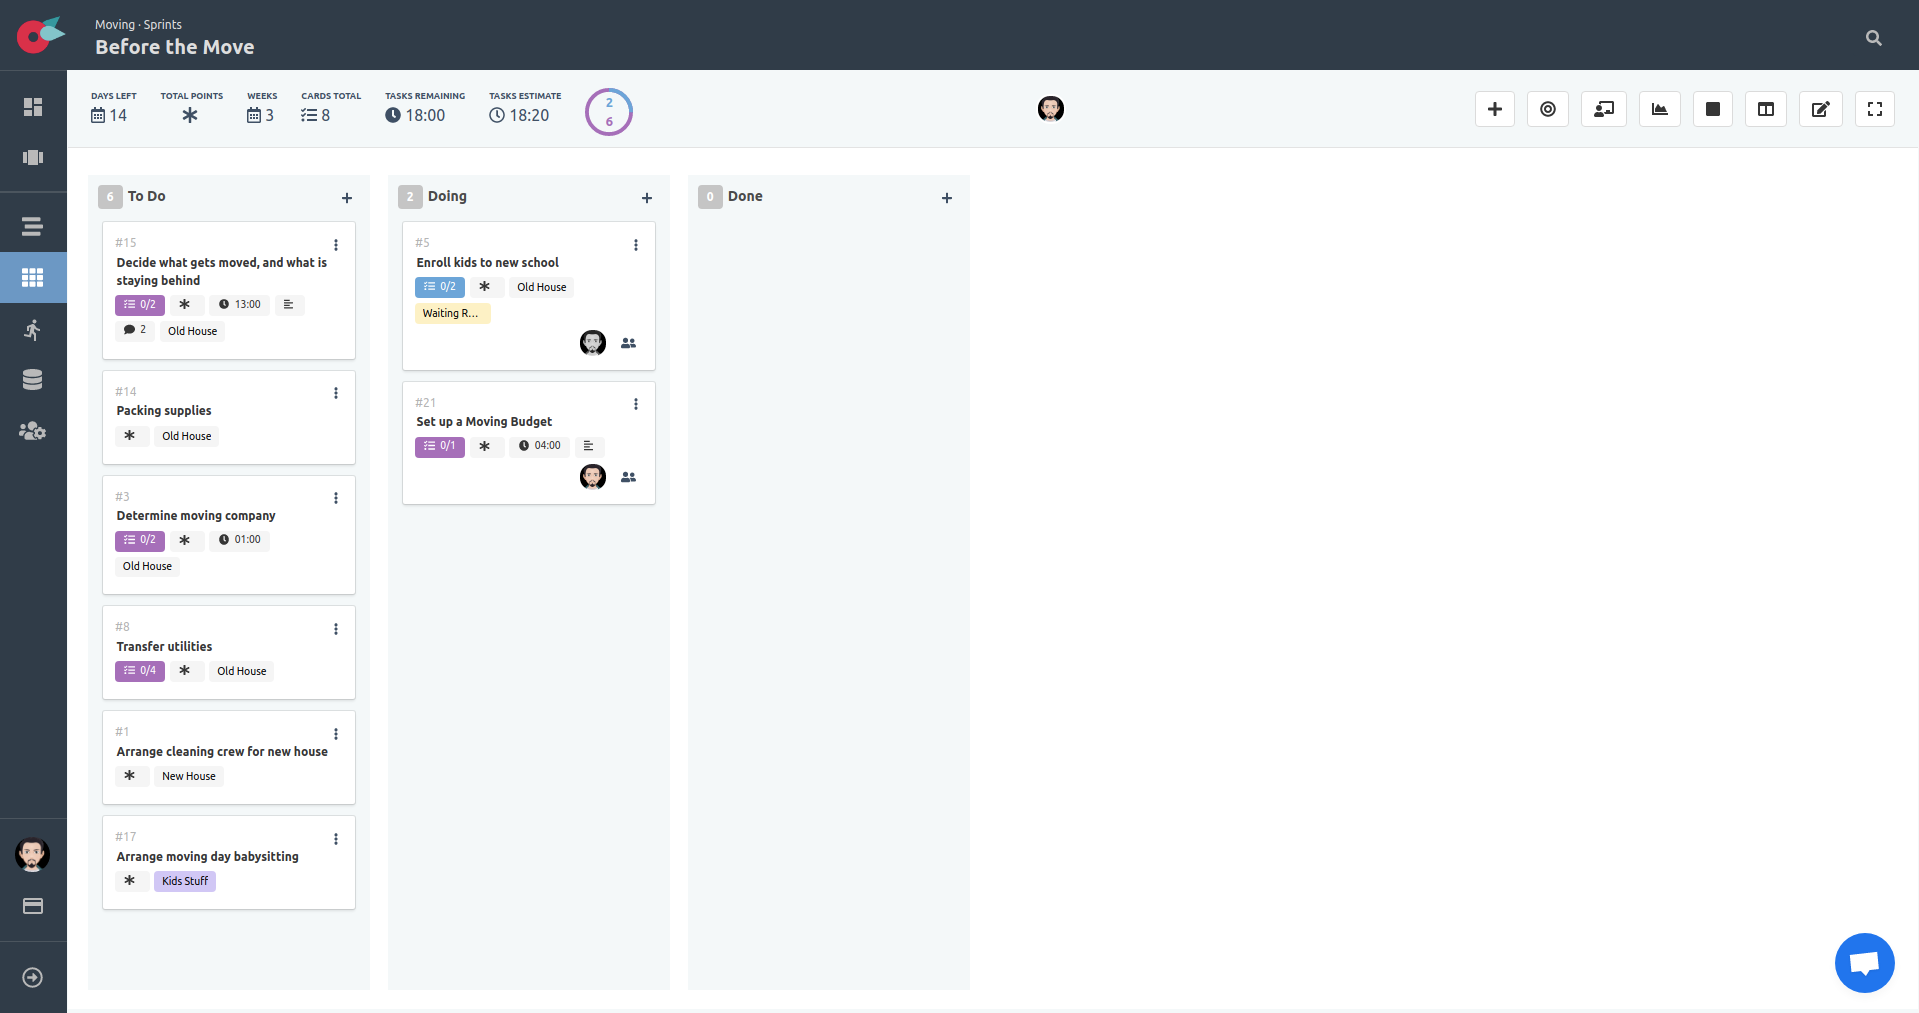 Moving · Sprints
Before the Move
DAYS LEFT
14
TOTAL POINTS
WEEKS
3
CARDS TOTAL
8
TASKS REMAINING
18:00
TASKS ESTIMATE
18:20
2
6
6 To Do
#15
Decide what gets moved, and what is
staying behind
0/2 13:00
2 Old House
#14
Packing supplies
Old House
#3
Determine moving company
0/2 01:00
Old House
#8
Transfer utilities
0/4 Old House
#1
Arrange cleaning crew for new house
New House
#17
Arrange moving day babysitting
Kids Stuff
2 Doing
#5
Enroll kids to new school
0/2 Old House
Waiting R...
#21
Set up a Moving Budget
0/1 04:00
0 Done